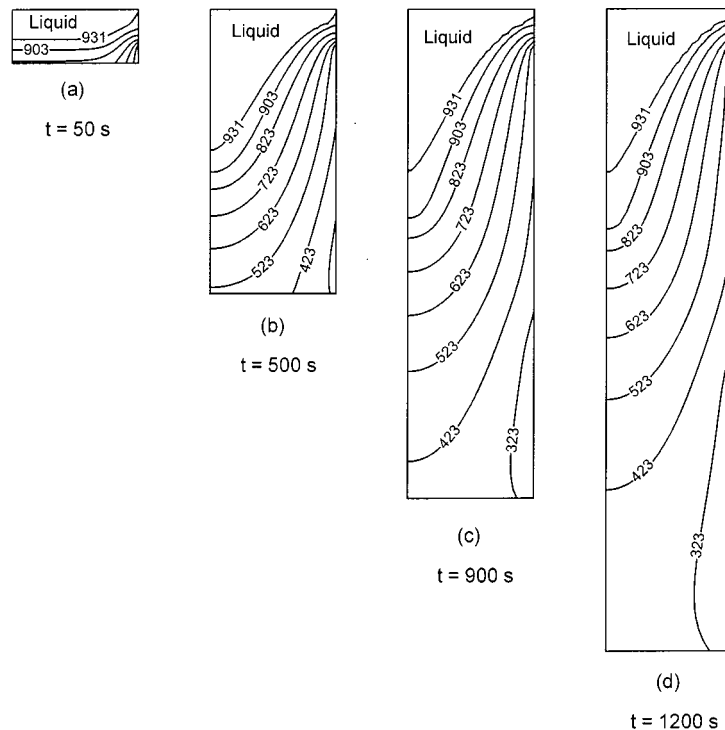 Liquid
931
903
(a)
t = 50 s
Liquid
931
903
823
723
623
523
423
(b)
t = 500 s
Liquid
931
903
823
723
623
523
423
323
(c)
t = 900 s
Liquid
931
903
823
723
623
523
423
323
(d)
t = 1200 s